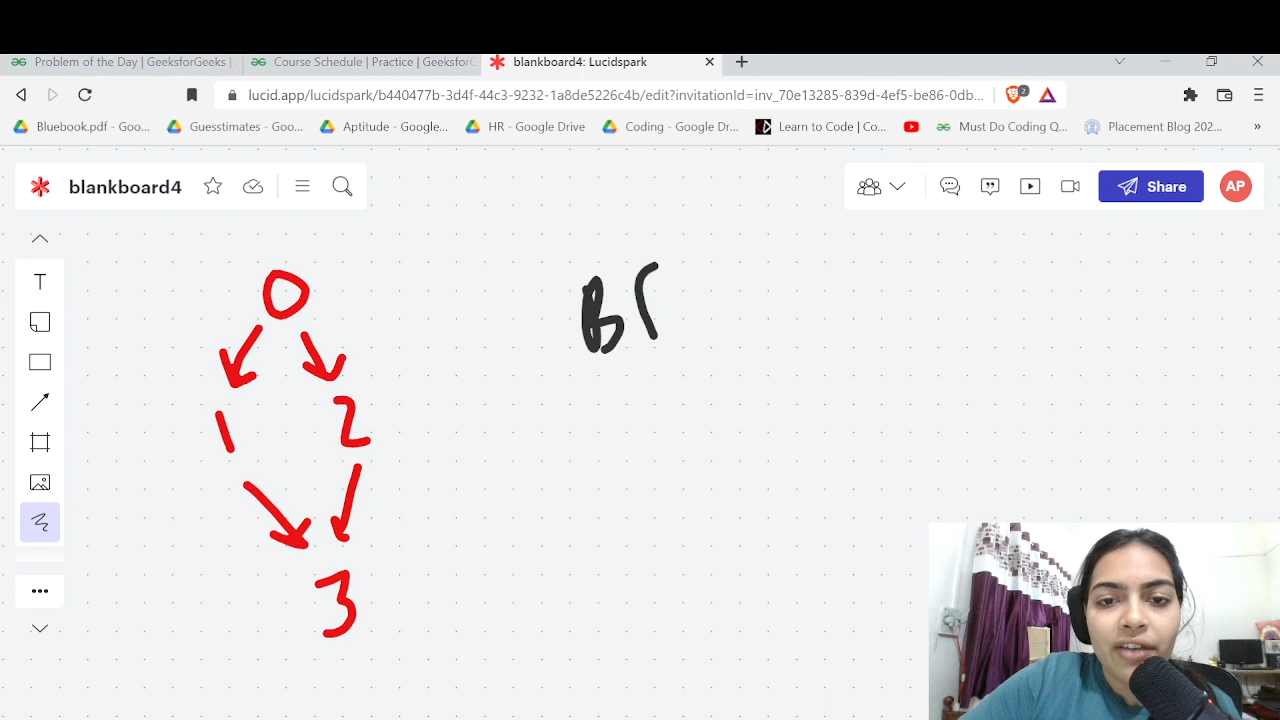 Problem of the Day | GeeksforGeeks |
Course Schedule | Practice | GeeksforG
blankboard4: Lucidspark
lucid.app/lucidspark/b440477b-3d4f-44c3-9232-1a8de5226c4b/edit?invitationId=inv_70e13285-839d-4ef5-be86-0db...
2
Bluebook.pdf - Goo...
Guesstimates - Goo...
Aptitude - Google...
HR - Google Drive
Coding - Google Dr...
Learn to Code | Co...
Must Do Coding Q...
Placement Blog 202...
»
blankboard4
Share
AP
T
0
B
1
2
3